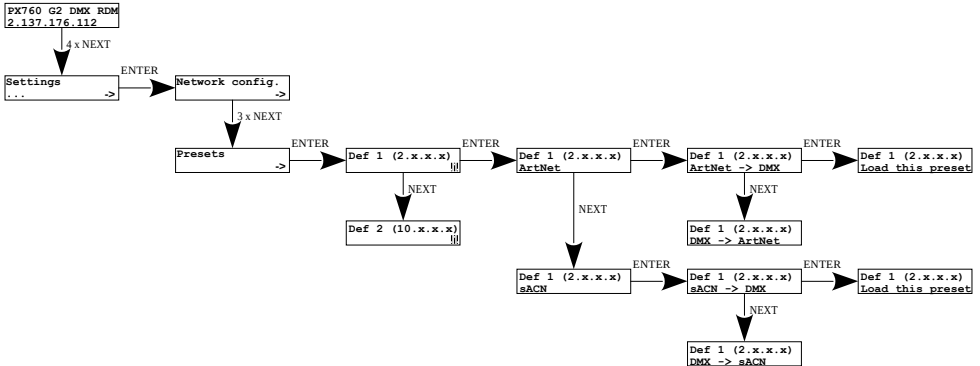 PX760 G2 DMX RDM
2.137.176.112
4 x NEXT
Settings
... ->
ENTER
Network config.
->
3 x NEXT
Presets
->
ENTER
Def 1 (2.x.x.x)
ENTER
Def 1 (2.x.x.x)
ArtNet
ENTER
Def 1 (2.x.x.x)
ArtNet -> DMX
ENTER
Def 1 (2.x.x.x)
Load this preset
NEXT
Def 2 (10.x.x.x)
NEXT
NEXT
Def 1 (2.x.x.x)
DMX -> ArtNet
Def 1 (2.x.x.x)
sACN
ENTER
Def 1 (2.x.x.x)
sACN -> DMX
ENTER
Def 1 (2.x.x.x)
Load this preset
NEXT
Def 1 (2.x.x.x)
DMX -> sACN